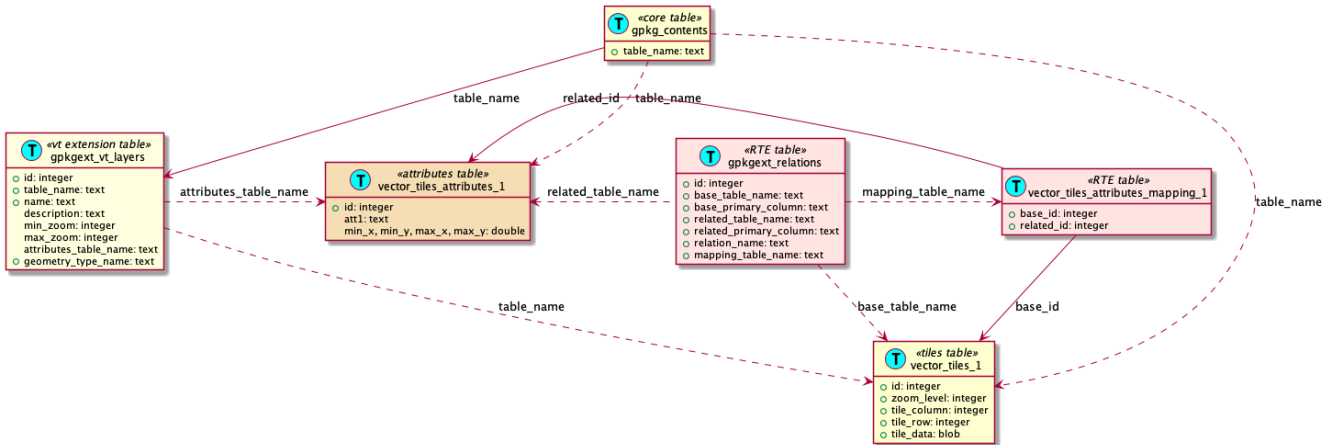 T «core table»
gpkg_contents
table_name: text
table_name
related_id
table_name
T «vt extension table»
gpkgext_vt_layers
id: integer
table_name: text
name: text
description: text
min_zoom: integer
max_zoom: integer
attributes_table_name: text
geometry_type_name: text
attributes_table_name
T «attributes table»
vector_tiles_attributes_1
id: integer
att1: text
min_x, min_y, max_x, max_y: double
related_table_name
T «RTE table»
gpkgext_relations
id: integer
base_table_name: text
base_primary_column: text
related_table_name: text
related_primary_column: text
relation_name: text
mapping_table_name: text
mapping_table_name
T «RTE table»
vector_tiles_attributes_mapping_1
base_id: integer
related_id: integer
table_name
table_name
base_table_name
base_id
T «tiles table»
vector_tiles_1
id: integer
zoom_level: integer
tile_column: integer
tile_row: integer
tile_data: blob